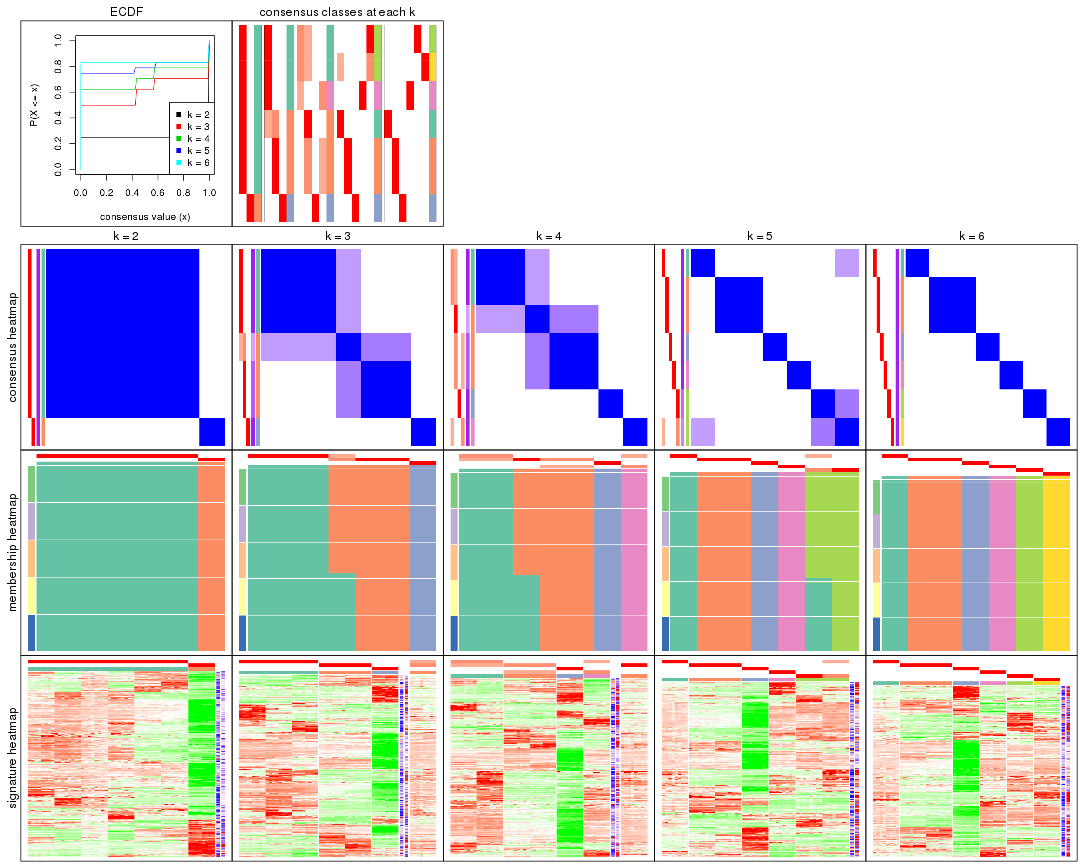 ECDF
consensus classes at each k
P(X <= x)
0.0 0.2 0.4 0.6 0.8 1.0
k = 2
k = 3
k = 4
k = 5
k = 6
0.0 0.2 0.4 0.6 0.8 1.0
consensus value (x)
k = 2
k = 3
k = 4
k = 5
k = 6
consensus heatmap
membership heatmap
signature heatmap